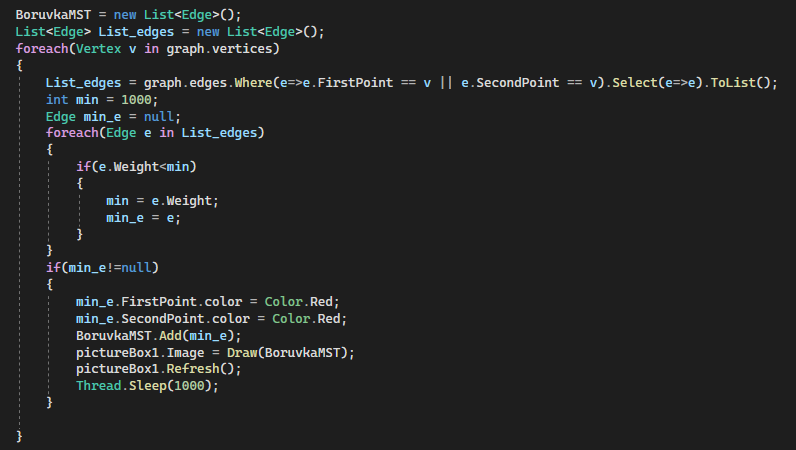 BoruvkaMST = new List<Edge>();
List<Edge> List_edges = new List<Edge>();
foreach(Vertex v in graph.vertices)
{
    List_edges = graph.edges.Where(e=>e.FirstPoint == v || e.SecondPoint == v).Select(e=>e).ToList();
    int min = 1000;
    Edge min_e = null;
    foreach(Edge e in List_edges)
    {
        if(e.Weight<min)
        {
            min = e.Weight;
            min_e = e;
        }
    }
    if(min_e!=null)
    {
        min_e.FirstPoint.color = Color.Red;
        min_e.SecondPoint.color = Color.Red;
        BoruvkaMST.Add(min_e);
        pictureBox1.Image = Draw(BoruvkaMST);
        pictureBox1.Refresh();
        Thread.Sleep(1000);
    }
}